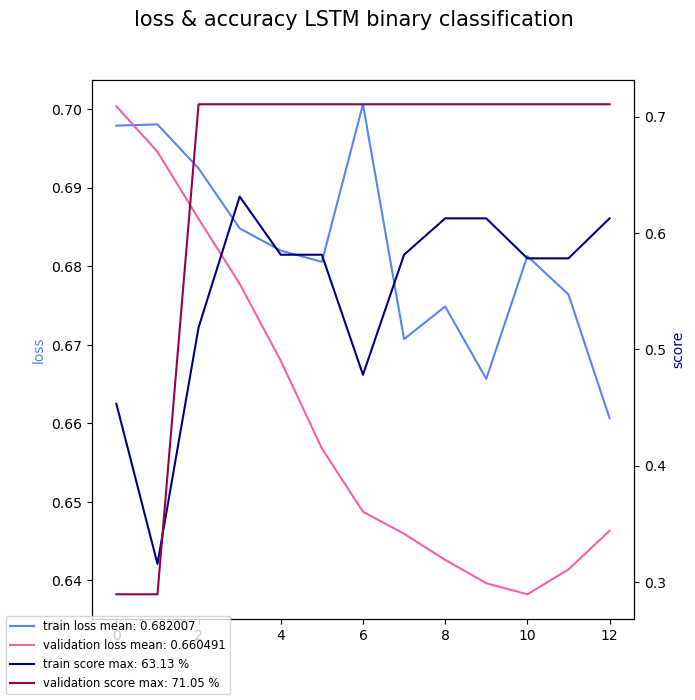 loss & accuracy LSTM binary classification
0.70
0.69
0.68
0.67
0.66
0.65
0.64
loss
0.7
0.6
0.5
0.4
0.3
score
0
2
4
6
8
10
12
train loss mean: 0.682007
validation loss mean: 0.660491
train score max: 63.13 %
validation score max: 71.05 %